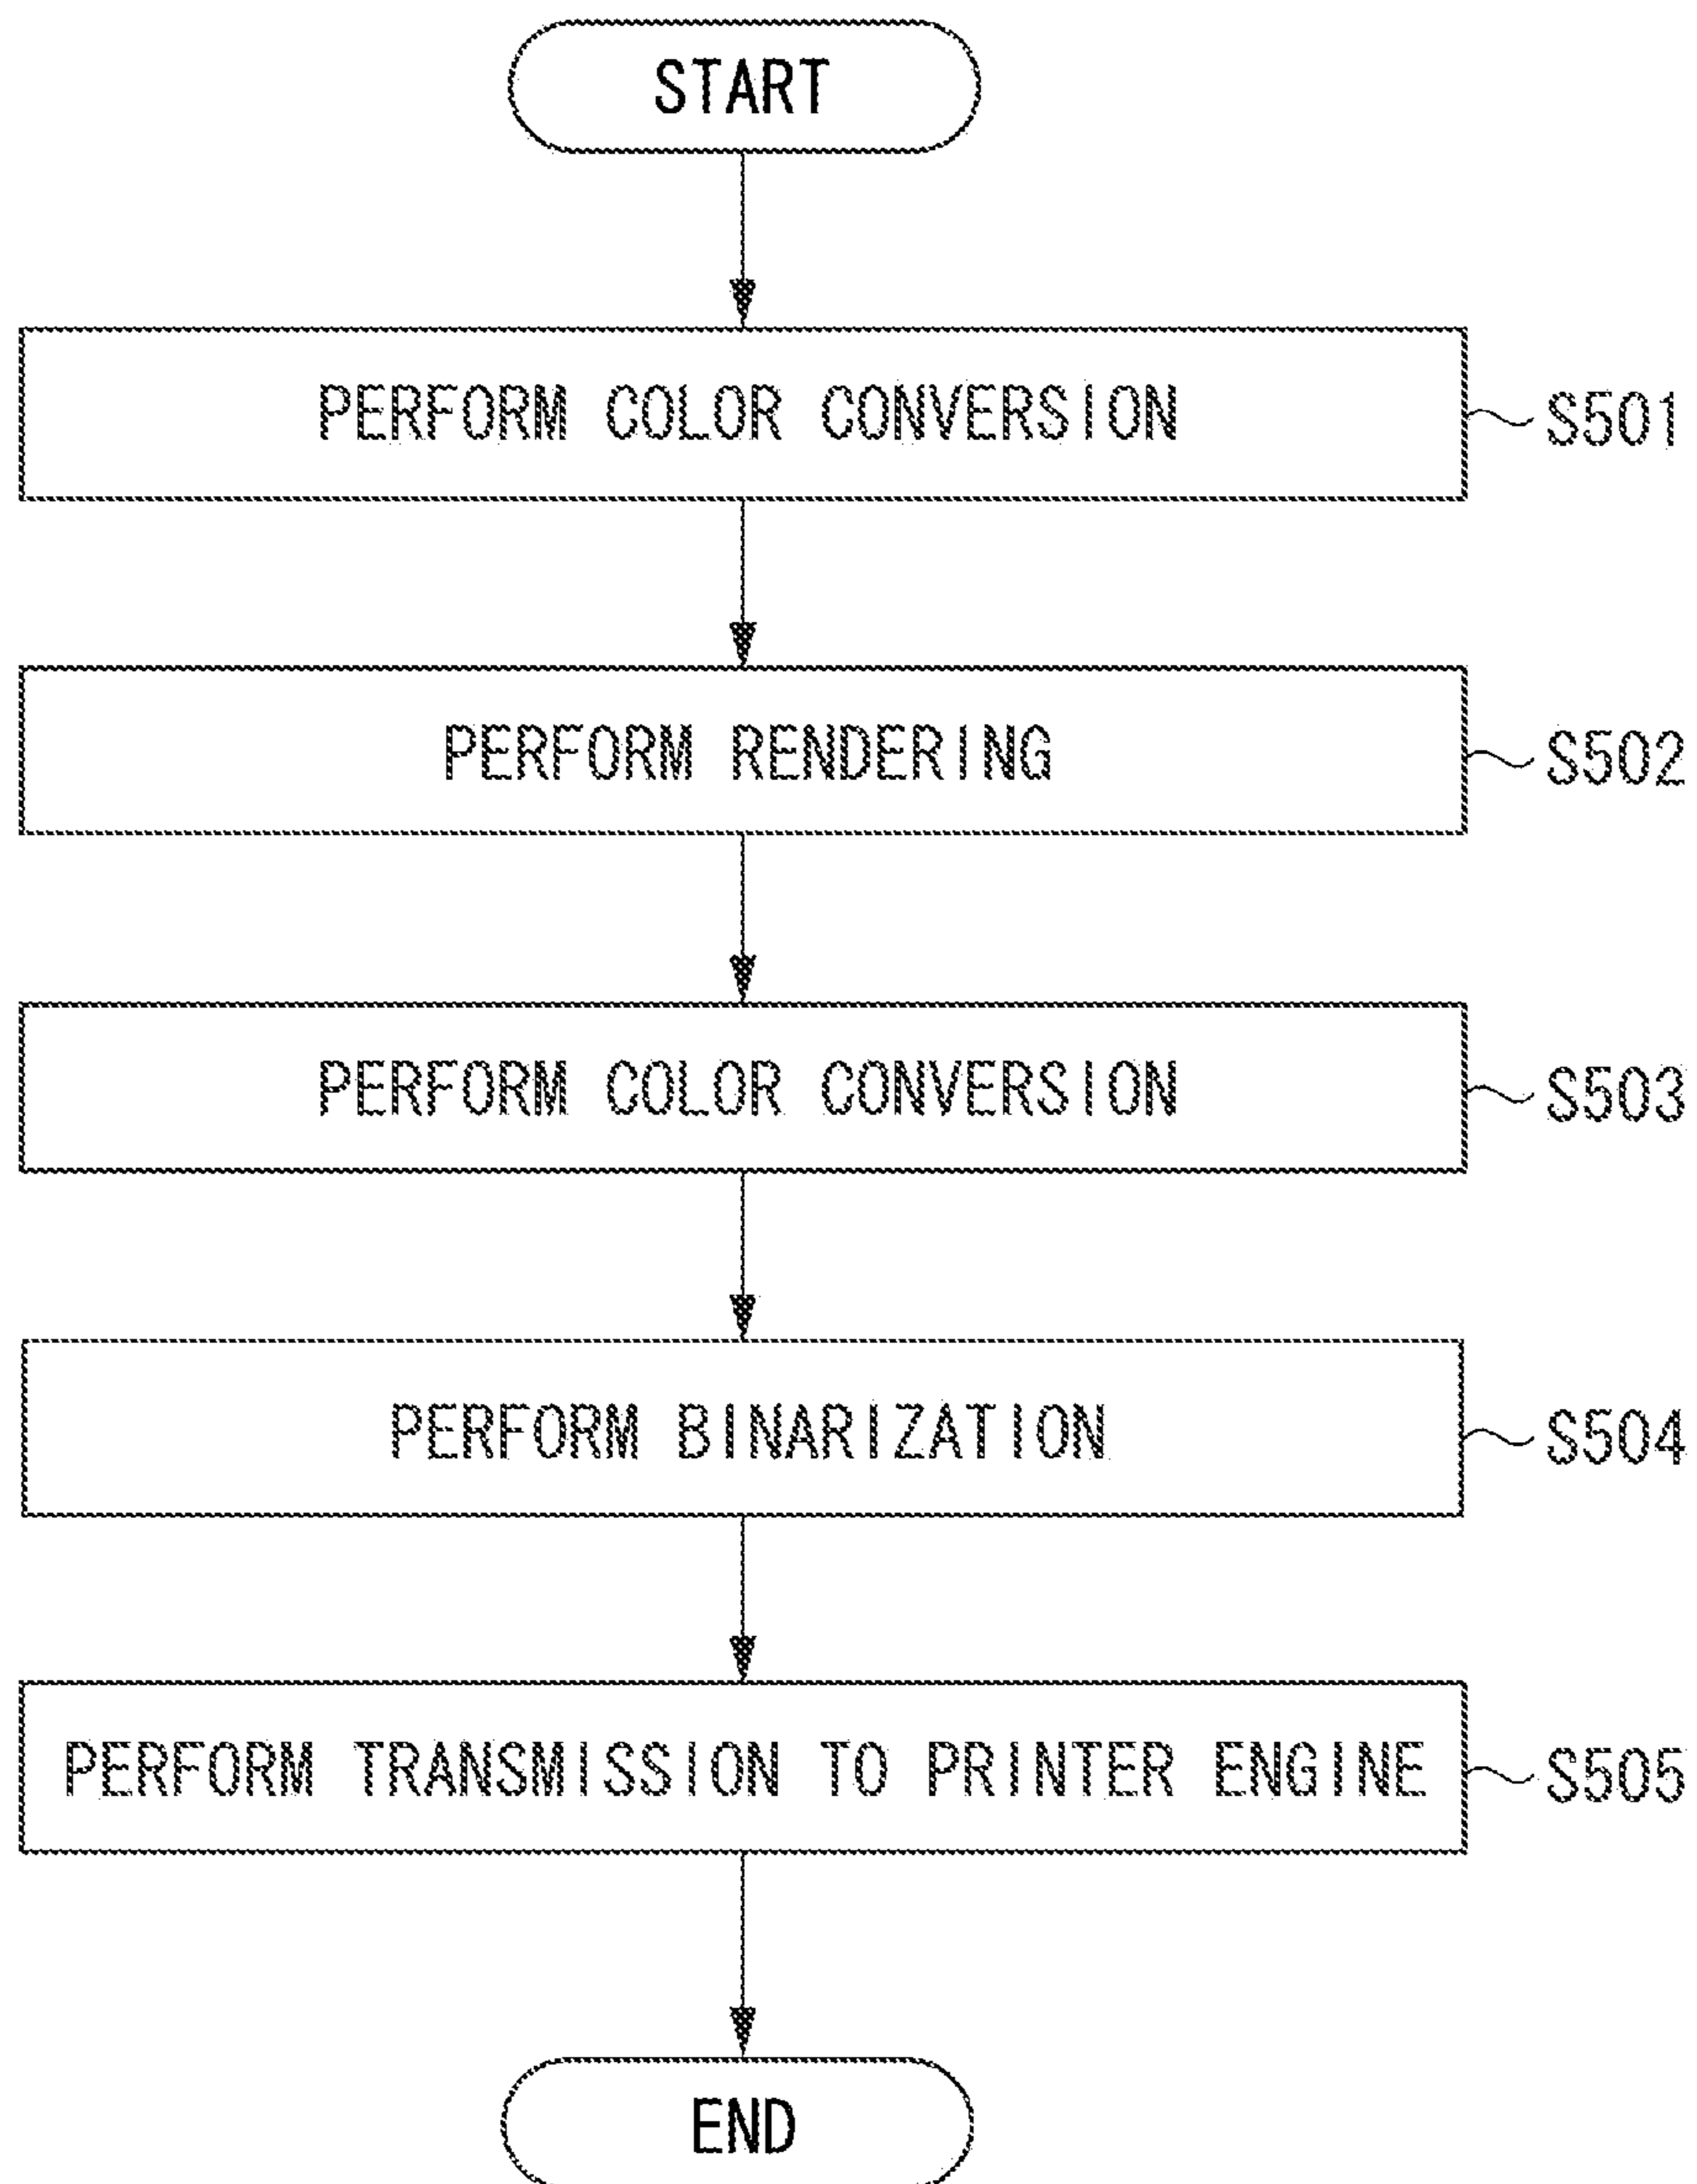 START
PERFORM COLOR CONVERSION S501
PERFORM RENDERING S502
PERFORM COLOR CONVERSION S503
PERFORM BINARIZATION S504
PERFORM TRANSMISSION TO PRINTER ENGINE S505
END